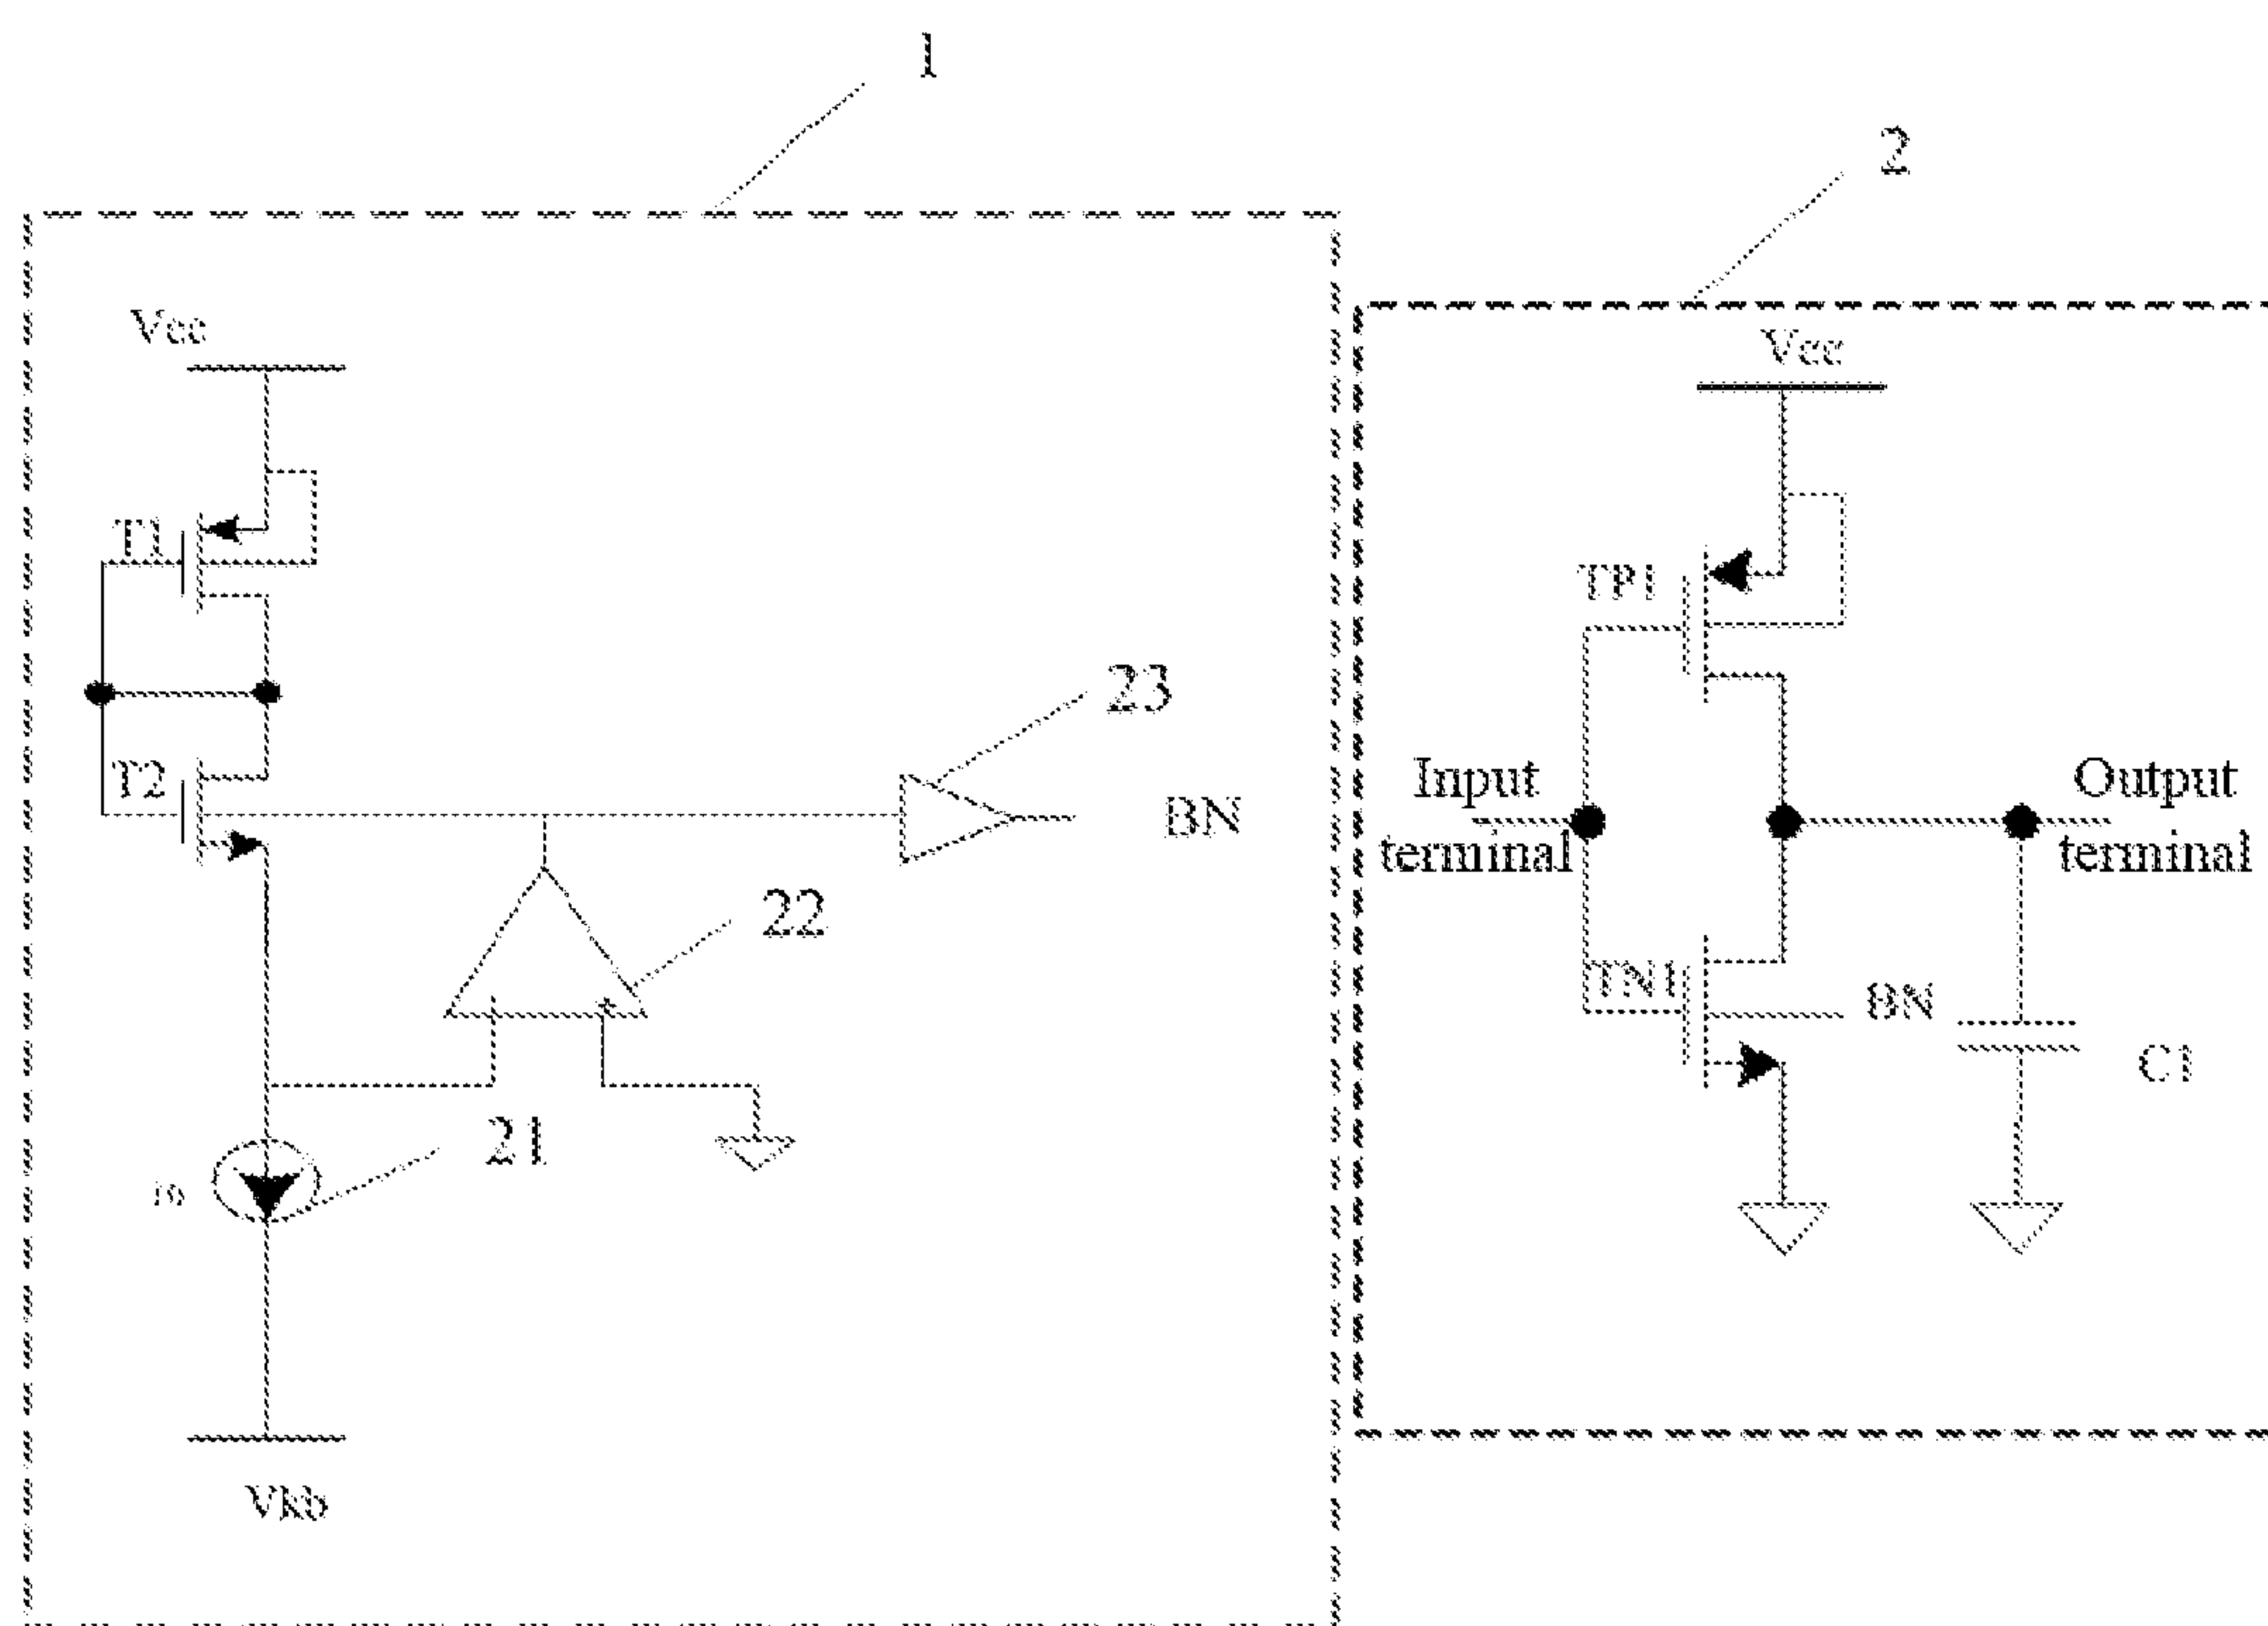 1
2
Vcc
Vcc
T1
TP1
23
T2
BN
Input
terminal
Output
terminal
22
TN1
BN
C1
21
Vkb